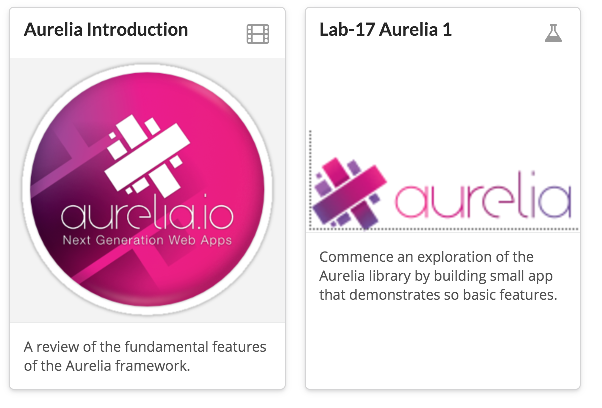 Aurelia Introduction
aurelia.io
Next Generation Web Apps
A review of the fundamental features
of the Aurelia framework.
Lab-17 Aurelia 1
aurelia
Commence an exploration of the
Aurelia library by building small app
that demonstrates so basic features.